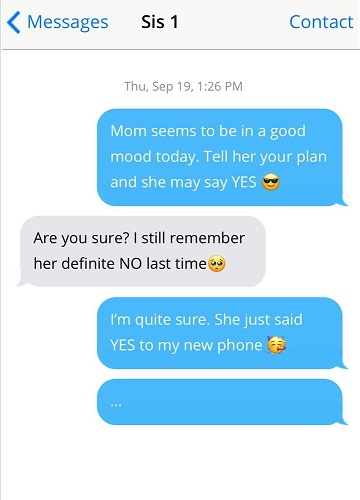 Messages Sis 1 Contact
Thu, Sep 19, 1:26 PM
Mom seems to be in a good
mood today. Tell her your plan
and she may say YES 😎
Are you sure? I still remember
her definite NO last time🥺
I’m quite sure. She just said
YES to my new phone 🥳
...